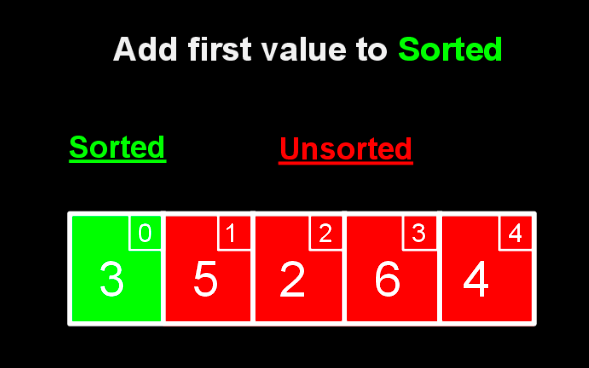 Add first value to Sorted
Sorted Unsorted
0 1 2 3 4
3 5 2 6 4